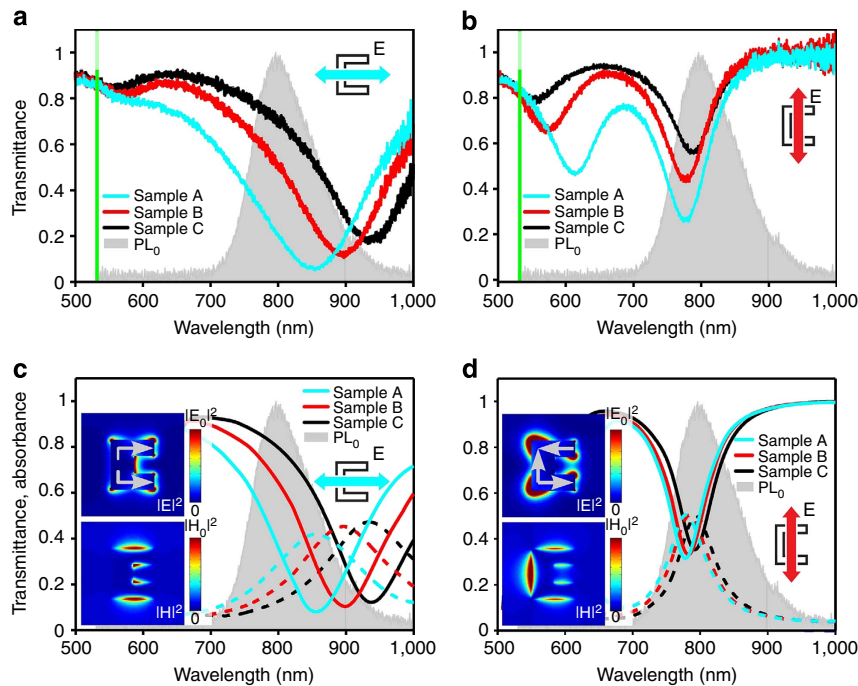 a
1
0.8
0.6
0.4
0.2
0
Transmittance
E
Sample A
Sample B
Sample C
PL0
500 600 700 800 900 1,000
Wavelength (nm)
b
1
0.8
0.6
0.4
0.2
0
Transmittance
E
Sample A
Sample B
Sample C
PL0
500 600 700 800 900 1,000
Wavelength (nm)
c
1
0.8
0.6
0.4
0.2
0
Transmittance, absorbance
|E0|²
0
|E|²
|H0|²
0
|H|²
Sample A
Sample B
Sample C
PL0
E
500 600 700 800 900 1,000
Wavelength (nm)
d
1
0.8
0.6
0.4
0.2
0
Transmittance, absorbance
|E0|²
0
|E|²
|H0|²
0
|H|²
Sample A
Sample B
Sample C
PL0
E
500 600 700 800 900 1,000
Wavelength (nm)